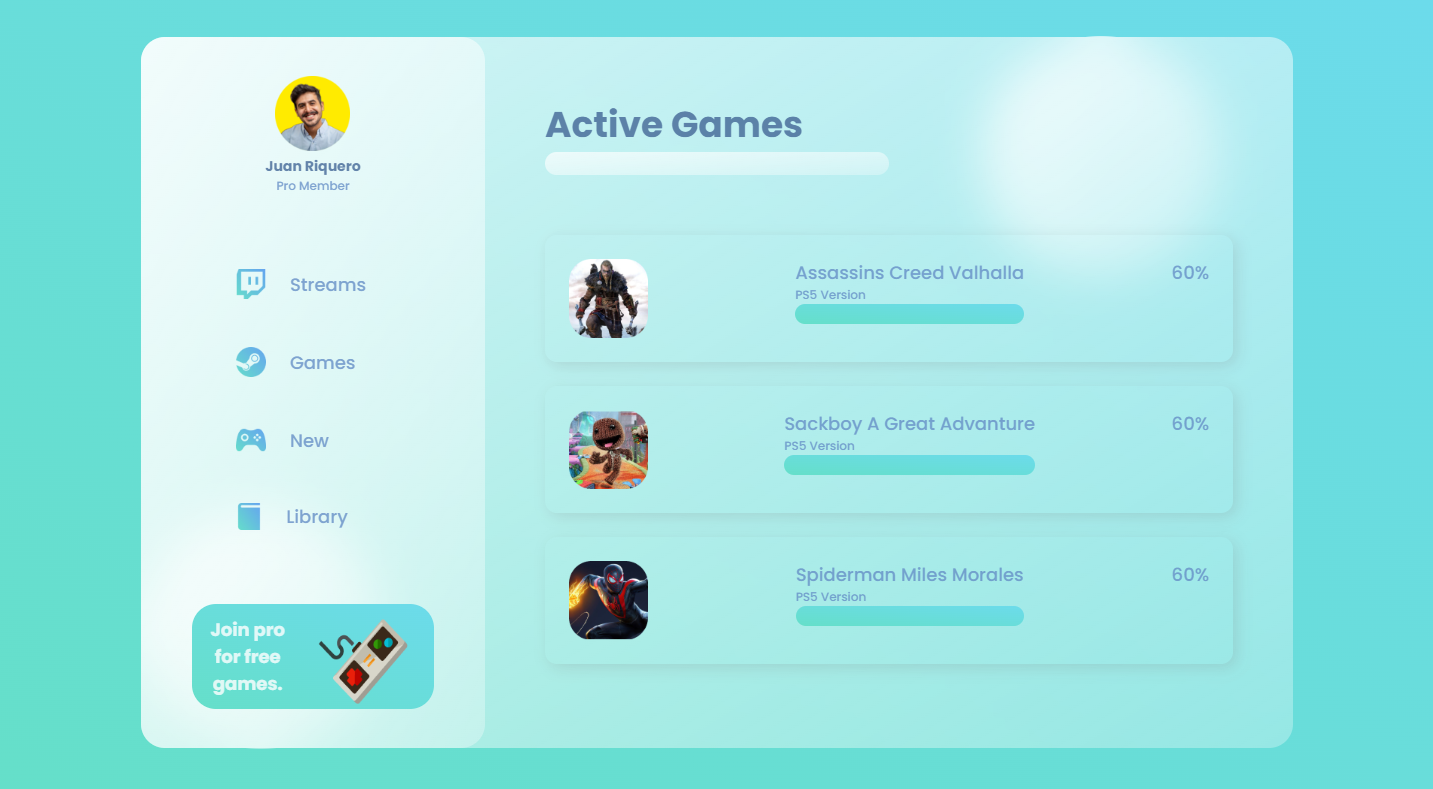 Juan Riquero
Pro Member
Streams
Games
New
Library
Join pro
for free
games.
Active Games
Assassins Creed Valhalla
PS5 Version
60%
Sackboy A Great Advanture
PS5 Version
60%
Spiderman Miles Morales
PS5 Version
60%